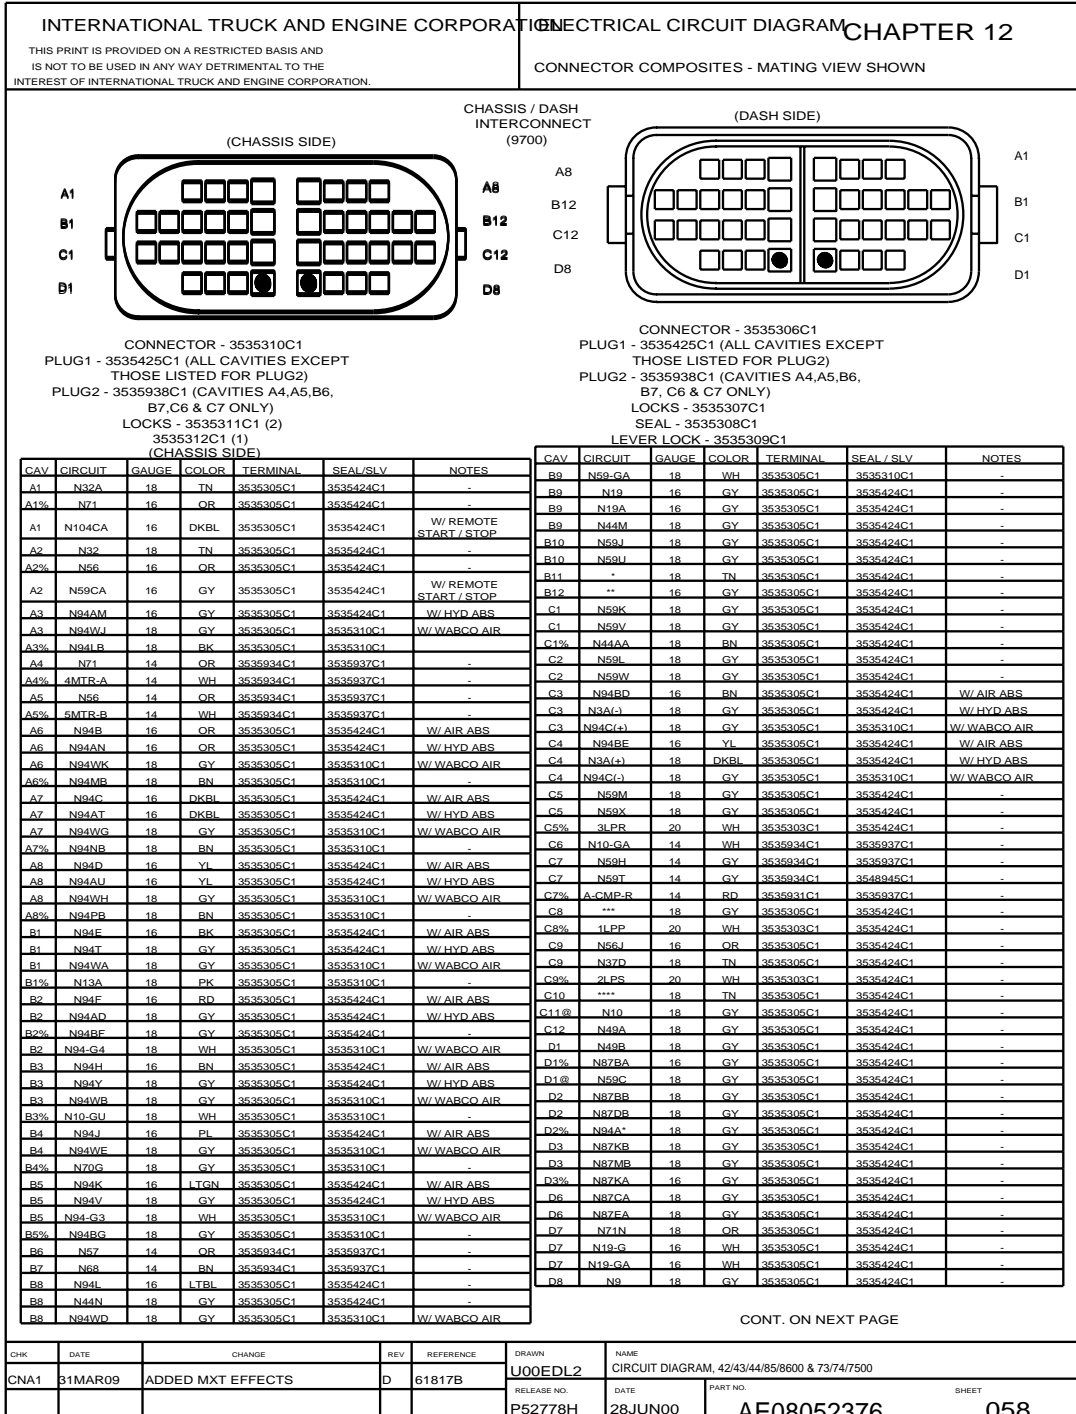 INTERNATIONAL TRUCK AND ENGINE CORPORATION
THIS PRINT IS PROVIDED ON A RESTRICTED BASIS AND
IS NOT TO BE USED IN ANY WAY DETRIMENTAL TO THE
INTEREST OF INTERNATIONAL TRUCK AND ENGINE CORPORATION.
ELECTRICAL CIRCUIT DIAGRAM
CHAPTER 12
CONNECTOR COMPOSITES - MATING VIEW SHOWN
CHASSIS / DASH
INTERCONNECT
(9700)
(CHASSIS SIDE)
A1 A8
B1 B12
C1 C12
D1 D8
(DASH SIDE)
A8 A1
B12 B1
C12 C1
D8 D1
CONNECTOR - 3535310C1
PLUG1 - 3535425C1 (ALL CAVITIES EXCEPT
THOSE LISTED FOR PLUG2)
PLUG2 - 3535938C1 (CAVITIES A4,A5,B6,
B7,C6 & C7 ONLY)
LOCKS - 3535311C1 (2)
3535312C1 (1)
(CHASSIS SIDE)
CONNECTOR - 3535306C1
PLUG1 - 3535425C1 (ALL CAVITIES EXCEPT
THOSE LISTED FOR PLUG2)
PLUG2 - 3535938C1 (CAVITIES A4,A5,B6,
B7, C6 & C7 ONLY)
LOCKS - 3535307C1
SEAL - 3535308C1
LEVER LOCK - 3535309C1
CAV CIRCUIT GAUGE COLOR TERMINAL SEAL/SLV NOTES
A1 N32A 18 TN 3535305C1 3535424C1 -
A1% N71 16 OR 3535305C1 3535424C1 -
A1 N104CA 16 DKBL 3535305C1 3535424C1 W/ REMOTE START / STOP
A2 N32 18 TN 3535305C1 3535424C1 -
A2% N56 16 OR 3535305C1 3535424C1 -
A2 N59CA 16 GY 3535305C1 3535424C1 W/ REMOTE START / STOP
A3 N94AM 16 GY 3535305C1 3535424C1 W/ HYD ABS
A3 N94WJ 18 GY 3535305C1 3535310C1 W/ WABCO AIR
A3% N94LB 18 BK 3535305C1 3535310C1
A4 N71 14 OR 3535934C1 3535937C1 -
A4% 4MTR-A 14 WH 3535934C1 3535937C1 -
A5 N56 14 OR 3535934C1 3535937C1 -
A5% 5MTR-B 14 WH 3535934C1 3535937C1 -
A6 N94B 16 OR 3535305C1 3535424C1 W/ AIR ABS
A6 N94AN 16 OR 3535305C1 3535424C1 W/ HYD ABS
A6 N94WK 18 GY 3535305C1 3535310C1 W/ WABCO AIR
A6% N94MB 18 BN 3535305C1 3535310C1 -
A7 N94C 16 DKBL 3535305C1 3535424C1 W/ AIR ABS
A7 N94AT 16 DKBL 3535305C1 3535424C1 W/ HYD ABS
A7 N94WG 18 GY 3535305C1 3535310C1 W/ WABCO AIR
A7% N94NB 18 BN 3535305C1 3535310C1 -
A8 N94D 16 YL 3535305C1 3535424C1 W/ AIR ABS
A8 N94AU 16 YL 3535305C1 3535424C1 W/ HYD ABS
A8 N94WH 18 GY 3535305C1 3535310C1 W/ WABCO AIR
A8% N94PB 18 BN 3535305C1 3535310C1 -
B1 N94E 16 BK 3535305C1 3535424C1 W/ AIR ABS
B1 N94T 18 GY 3535305C1 3535424C1 W/ HYD ABS
B1 N94WA 18 GY 3535305C1 3535310C1 W/ WABCO AIR
B1% N13A 18 PK 3535305C1 3535310C1 -
B2 N94F 16 RD 3535305C1 3535424C1 W/ AIR ABS
B2 N94AD 18 GY 3535305C1 3535424C1 W/ HYD ABS
B2% N94BF 18 GY 3535305C1 3535424C1 -
B2 N94-G4 18 WH 3535305C1 3535310C1 W/ WABCO AIR
B3 N94H 16 BN 3535305C1 3535424C1 W/ AIR ABS
B3 N94Y 18 GY 3535305C1 3535424C1 W/ HYD ABS
B3 N94WB 18 GY 3535305C1 3535310C1 W/ WABCO AIR
B3% N10-GU 18 WH 3535305C1 3535310C1 -
B4 N94J 16 PL 3535305C1 3535424C1 W/ AIR ABS
B4 N94WE 18 GY 3535305C1 3535310C1 W/ WABCO AIR
B4% N70G 18 GY 3535305C1 3535310C1 -
B5 N94K 16 LTGN 3535305C1 3535424C1 W/ AIR ABS
B5 N94V 18 GY 3535305C1 3535424C1 W/ HYD ABS
B5 N94-G3 18 WH 3535305C1 3535310C1 W/ WABCO AIR
B5% N94BG 18 GY 3535305C1 3535310C1 -
B6 N57 14 OR 3535934C1 3535937C1 -
B7 N68 14 BN 3535934C1 3535937C1 -
B8 N94L 16 LTBL 3535305C1 3535424C1 -
B8 N44N 18 GY 3535305C1 3535424C1 -
B8 N94WD 18 GY 3535305C1 3535310C1 W/ WABCO AIR
CAV CIRCUIT GAUGE COLOR TERMINAL SEAL / SLV NOTES
B9 N59-GA 18 WH 3535305C1 3535310C1 -
B9 N19 16 GY 3535305C1 3535424C1 -
B9 N19A 16 GY 3535305C1 3535424C1 -
B9 N44M 18 GY 3535305C1 3535424C1 -
B10 N59J 18 GY 3535305C1 3535424C1 -
B10 N59U 18 GY 3535305C1 3535424C1 -
B11 * 18 TN 3535305C1 3535424C1 -
B12 ** 16 GY 3535305C1 3535424C1 -
C1 N59K 18 GY 3535305C1 3535424C1 -
C1 N59V 18 GY 3535305C1 3535424C1 -
C1% N44AA 18 BN 3535305C1 3535424C1 -
C2 N59L 18 GY 3535305C1 3535424C1 -
C2 N59W 18 GY 3535305C1 3535424C1 -
C3 N94BD 16 BN 3535305C1 3535424C1 W/ AIR ABS
C3 N3A(-) 18 GY 3535305C1 3535424C1 W/ HYD ABS
C3 N94C(+) 18 GY 3535305C1 3535310C1 W/ WABCO AIR
C4 N94BE 16 YL 3535305C1 3535424C1 W/ AIR ABS
C4 N3A(+) 18 DKBL 3535305C1 3535424C1 W/ HYD ABS
C4 N94C(-) 18 GY 3535305C1 3535310C1 W/ WABCO AIR
C5 N59M 18 GY 3535305C1 3535424C1 -
C5 N59X 18 GY 3535305C1 3535424C1 -
C5% 3LPR 20 WH 3535303C1 3535424C1 -
C6 N10-GA 14 WH 3535934C1 3535937C1 -
C7 N59H 14 GY 3535934C1 3535937C1 -
C7 N59T 14 GY 3535934C1 3548945C1 -
C7% A-CMP-R 14 RD 3535931C1 3535937C1 -
C8 *** 18 GY 3535305C1 3535424C1 -
C8% 1LPP 20 WH 3535303C1 3535424C1 -
C9 N56J 16 OR 3535305C1 3535424C1 -
C9 N37D 18 TN 3535305C1 3535424C1 -
C9% 2LPS 20 WH 3535303C1 3535424C1 -
C10 **** 18 TN 3535305C1 3535424C1 -
C11@ N10 18 GY 3535305C1 3535424C1 -
C12 N49A 18 GY 3535305C1 3535424C1 -
D1 N49B 18 GY 3535305C1 3535424C1 -
D1% N87BA 16 GY 3535305C1 3535424C1 -
D1@ N59C 18 GY 3535305C1 3535424C1 -
D2 N87BB 18 GY 3535305C1 3535424C1 -
D2 N87DB 18 GY 3535305C1 3535424C1 -
D2% N94A* 18 GY 3535305C1 3535424C1 -
D3 N87KB 18 GY 3535305C1 3535424C1 -
D3 N87MB 18 GY 3535305C1 3535424C1 -
D3% N87KA 16 GY 3535305C1 3535424C1 -
D6 N87CA 18 GY 3535305C1 3535424C1 -
D6 N87EA 18 GY 3535305C1 3535424C1 -
D7 N71N 18 OR 3535305C1 3535424C1 -
D7 N19-G 16 WH 3535305C1 3535424C1 -
D7 N19-GA 16 WH 3535305C1 3535424C1 -
D8 N9 18 GY 3535305C1 3535424C1 -
CONT. ON NEXT PAGE
CHK DATE CHANGE REV REFERENCE
CNA1 31MAR09 ADDED MXT EFFECTS D 61817B
DRAWN
U00EDL2
NAME
CIRCUIT DIAGRAM, 42/43/44/85/8600 & 73/74/7500
RELEASE NO. DATE PART NO. SHEET
P52778H 28JUN00 AE08052376 058